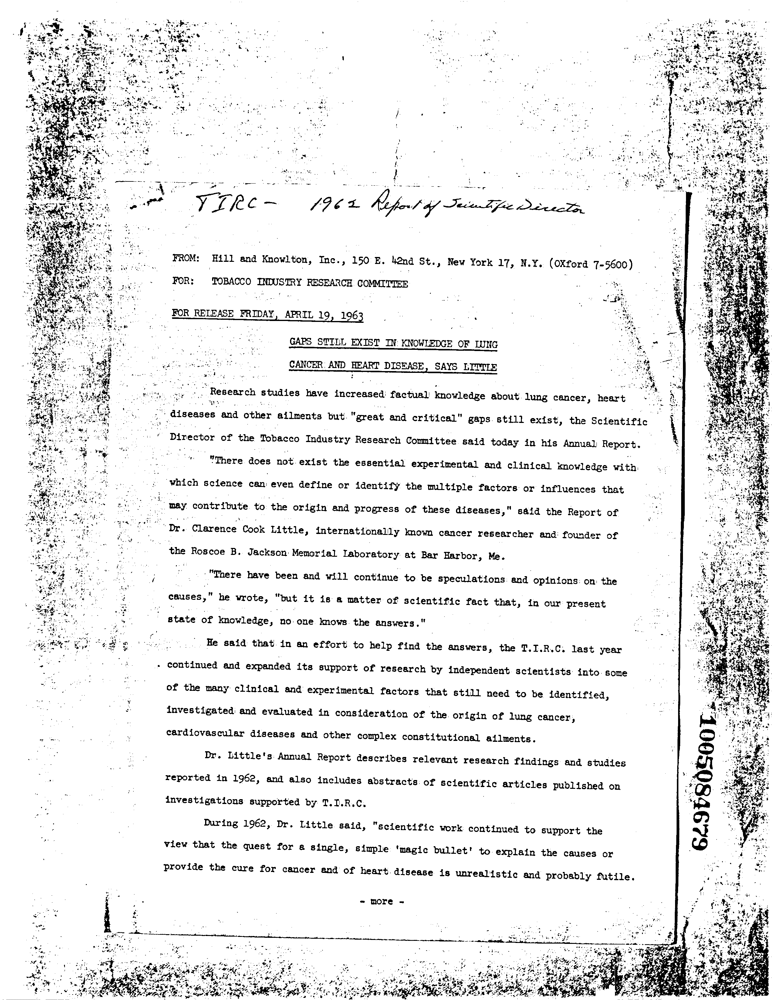 TIRC - 1962 Report of Scientific Director
FROM: Hill and Knowlton, Inc., 150 E. 42nd St., New York 17, N.Y. (OXford 7-5600)
FOR: TOBACCO INDUSTRY RESEARCH COMMITTEE
FOR RELEASE FRIDAY, APRIL 19, 1963
GAPS STILL EXIST IN KNOWLEDGE OF LUNG
CANCER AND HEART DISEASE, SAYS LITTLE
Research studies have increased factual knowledge about lung cancer, heart
diseases and other ailments but "great and critical" gaps still exist, the Scientific
Director of the Tobacco Industry Research Committee said today in his Annual Report.
"There does not exist the essential experimental and clinical knowledge with
which science can even define or identify the multiple factors or influences that
may contribute to the origin and progress of these diseases," said the Report of
Dr. Clarence Cook Little, internationally known cancer researcher and founder of
the Roscoe B. Jackson Memorial Laboratory at Bar Harbor, Me.
"There have been and will continue to be speculations and opinions on the
causes," he wrote, "but it is a matter of scientific fact that, in our present
state of knowledge, no one knows the answers."
He said that in an effort to help find the answers, the T.I.R.C. last year
continued and expanded its support of research by independent scientists into some
of the many clinical and experimental factors that still need to be identified,
investigated and evaluated in consideration of the origin of lung cancer,
cardiovascular diseases and other complex constitutional ailments.
Dr. Little's Annual Report describes relevant research findings and studies
reported in 1962, and also includes abstracts of scientific articles published on
investigations supported by T.I.R.C.
During 1962, Dr. Little said, "scientific work continued to support the
view that the quest for a single, simple 'magic bullet' to explain the causes or
provide the cure for cancer and of heart disease is unrealistic and probably futile.
- more -
1005084679